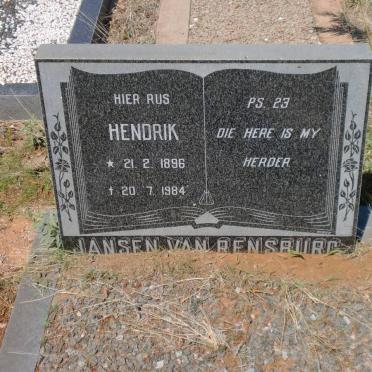 HIER RUS
HENDRIK
* 21. 2. 1896
† 20. 7. 1984
PS. 23
DIE HERE IS MY
HERDER
JANSEN VAN RENSBURG